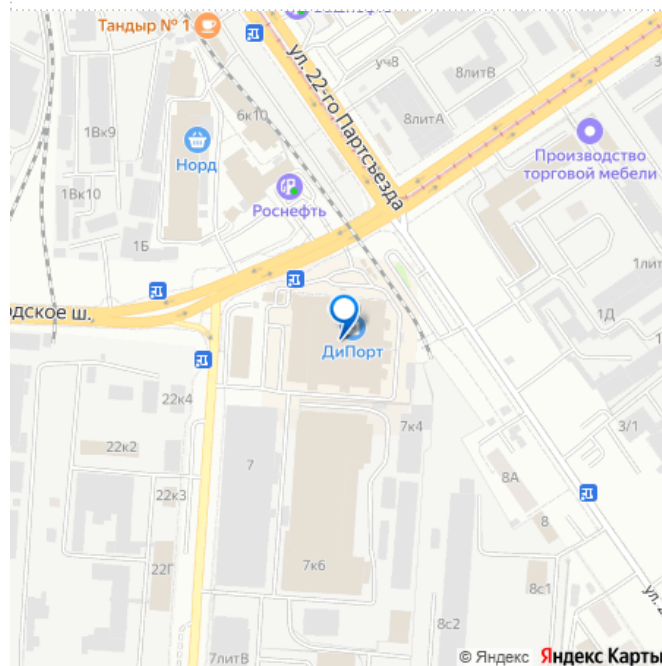 Тандыр № 1
ул. 22-го Партсъезда
уч8
8литВ
8литА
6к10
1Вк9
Норд
Производство
торговой мебели
1Вк10
Роснефть
1Б
1лит
одское ш.
1Д
ДиПорт
22к4
7к4
3/1
22к2
7
8А
22к3
8
22Г
7к6
8с1
ул.
8с2
7литВ
© Яндекс Яндекс Карты